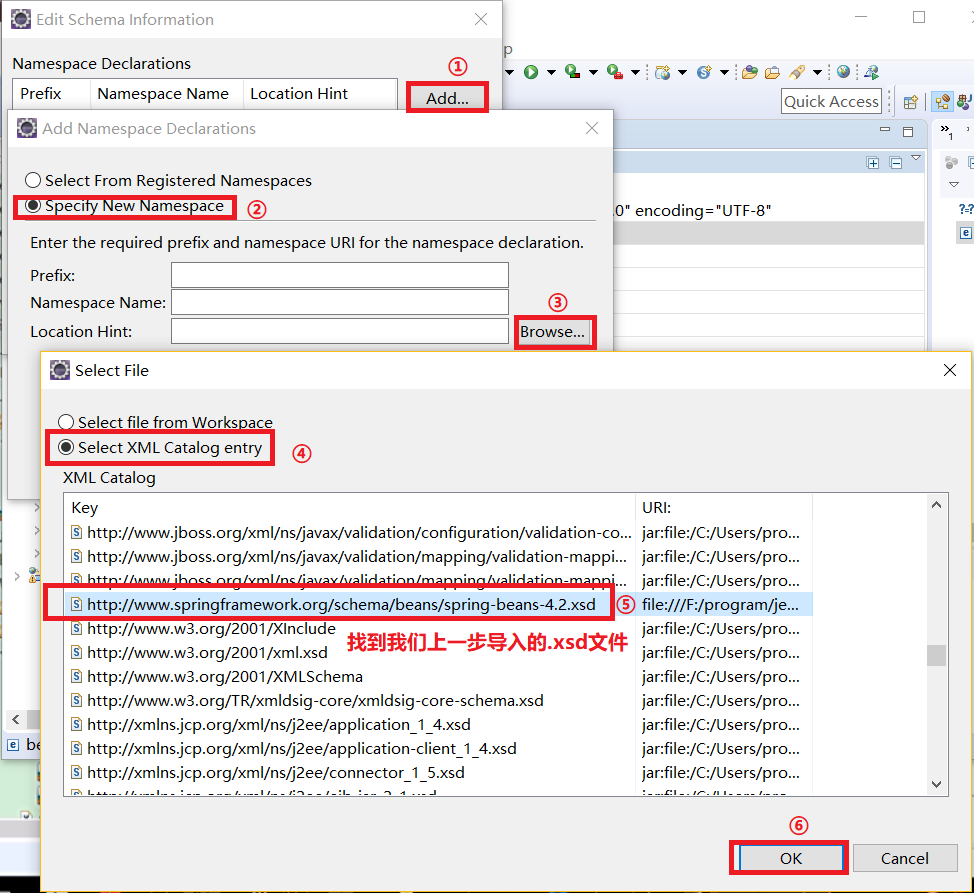 Edit Schema Information
Namespace Declarations
①
Prefix Namespace Name Location Hint
Add...
Quick Access
Add Namespace Declarations
Select From Registered Namespaces
Specify New Namespace ②
encoding="UTF-8"
Enter the required prefix and namespace URI for the namespace declaration.
Prefix:
Namespace Name:
③
Location Hint:
Browse...
Select File
Select file from Workspace
Select XML Catalog entry ④
XML Catalog
Key URI:
http://www.jboss.org/xml/ns/javax/validation/configuration/validation-co... jar:file:/C:/Users/pro...
http://www.jboss.org/xml/ns/javax/validation/mapping/validation-mappi... jar:file:/C:/Users/pro...
http://www.jboss.org/xml/ns/javax/validation/mapping/validation-mappi... jar:file:/C:/Users/pro...
http://www.springframework.org/schema/beans/spring-beans-4.2.xsd ⑤ file:///F:/program/je...
http://www.w3.org/2001/XInclude jar:file:/C:/Users/pro...
找到我们上一步导入的.xsd文件
http://www.w3.org/2001/xml.xsd jar:file:/C:/Users/pro...
http://www.w3.org/2001/XMLSchema jar:file:/C:/Users/pro...
http://www.w3.org/TR/xmldsig-core/xmldsig-core-schema.xsd jar:file:/C:/Users/pro...
http://xmlns.jcp.org/xml/ns/j2ee/application_1_4.xsd jar:file:/C:/Users/pro...
http://xmlns.jcp.org/xml/ns/j2ee/application-client_1_4.xsd jar:file:/C:/Users/pro...
http://xmlns.jcp.org/xml/ns/j2ee/connector_1_5.xsd jar:file:/C:/Users/pro...
⑥
OK Cancel